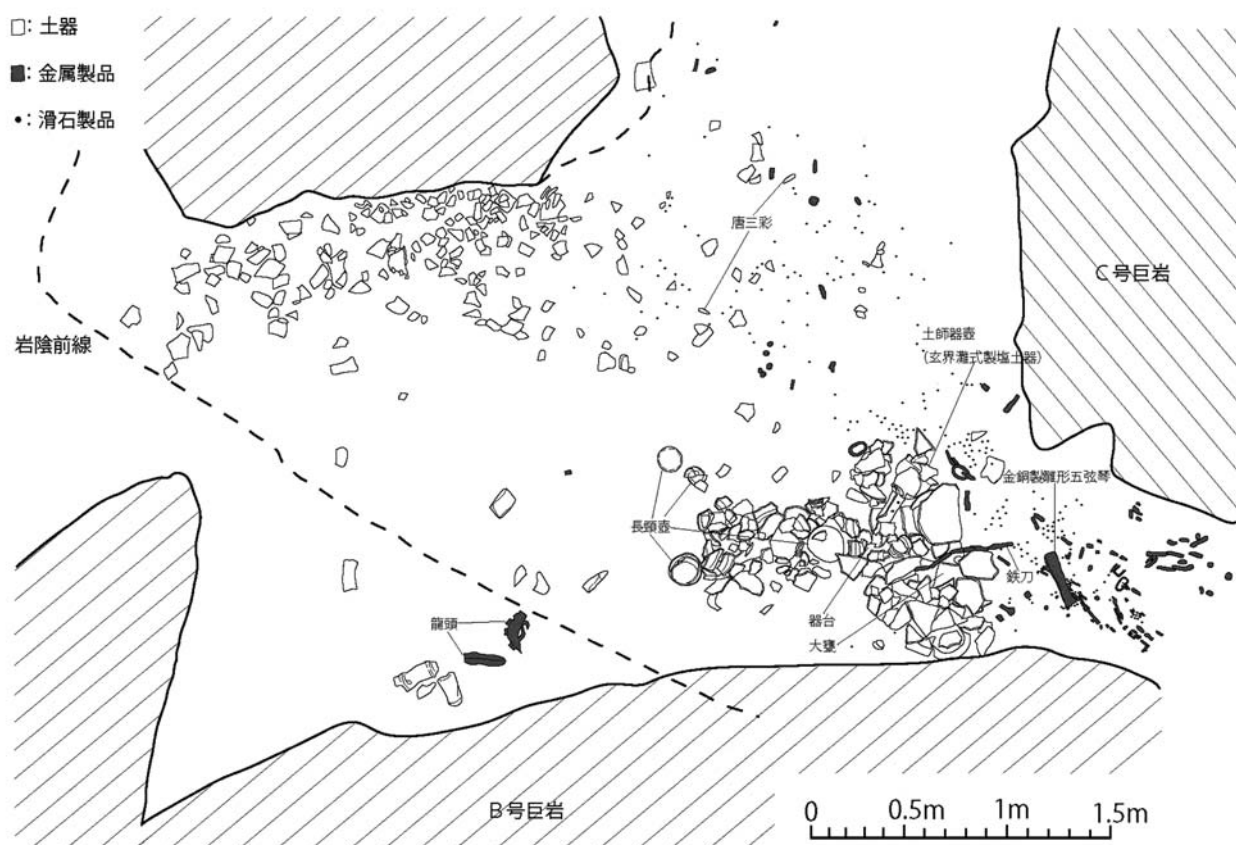 □：土器
■：金属製品
•：滑石製品
唐三彩
C号巨岩
土師器壺
（玄界灘式製塩土器）
岩陰前線
金銅製雛形五弦琴
長頸壺
鉄刀
器台
大甕
龍頭
B号巨岩
0 0.5m 1m 1.5m